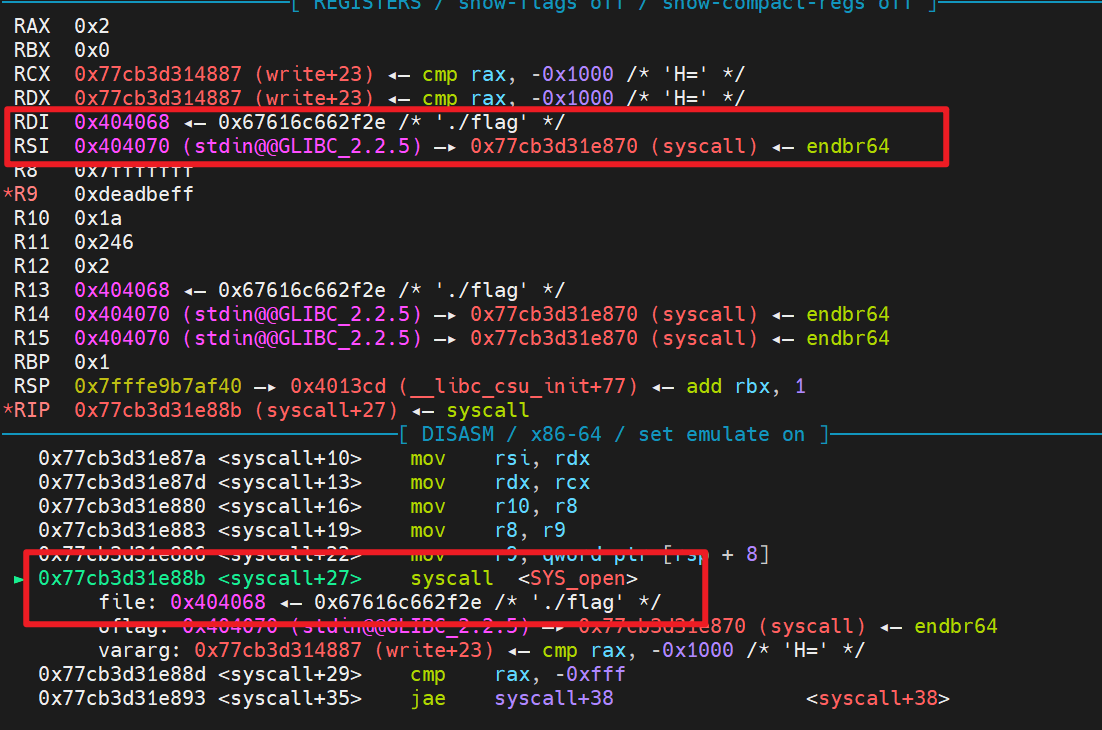 [ REGISTERS / show-flags off / show-compact-regs off ]
RAX  0x2
RBX  0x0
RCX  0x77cb3d314887 (write+23) ◂— cmp rax, -0x1000 /* 'H=' */
RDX  0x77cb3d314887 (write+23) ◂— cmp rax, -0x1000 /* 'H=' */
RDI  0x404068 ◂— 0x67616c662f2e /* './flag' */
RSI  0x404070 (stdin@@GLIBC_2.2.5) —▸ 0x77cb3d31e870 (syscall) ◂— endbr64
R8   0x7fffffff
*R9   0xdeadbeff
R10  0x1a
R11  0x246
R12  0x2
R13  0x404068 ◂— 0x67616c662f2e /* './flag' */
R14  0x404070 (stdin@@GLIBC_2.2.5) —▸ 0x77cb3d31e870 (syscall) ◂— endbr64
R15  0x404070 (stdin@@GLIBC_2.2.5) —▸ 0x77cb3d31e870 (syscall) ◂— endbr64
RBP  0x1
RSP  0x7fffe9b7af40 —▸ 0x4013cd (__libc_csu_init+77) ◂— add rbx, 1
*RIP  0x77cb3d31e88b (syscall+27) ◂— syscall
[ DISASM / x86-64 / set emulate on ]
0x77cb3d31e87a <syscall+10>    mov    rsi, rdx
0x77cb3d31e87d <syscall+13>    mov    rdx, rcx
0x77cb3d31e880 <syscall+16>    mov    r10, r8
0x77cb3d31e883 <syscall+19>    mov    r8, r9
0x77cb3d31e886 <syscall+22>    mov    r9, qword ptr [rsp + 8]
► 0x77cb3d31e88b <syscall+27>    syscall  <SYS_open>
file: 0x404068 ◂— 0x67616c662f2e /* './flag' */
oflag: 0x404070 (stdin@@GLIBC_2.2.5) —▸ 0x77cb3d31e870 (syscall) ◂— endbr64
vararg: 0x77cb3d314887 (write+23) ◂— cmp rax, -0x1000 /* 'H=' */
0x77cb3d31e88d <syscall+29>    cmp    rax, -0xfff
0x77cb3d31e893 <syscall+35>    jae    syscall+38                <syscall+38>